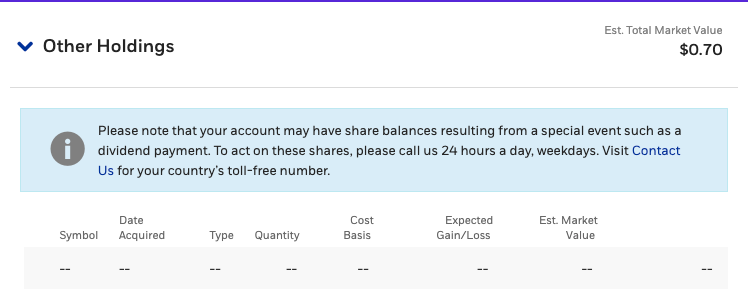 Est. Total Market Value
Other Holdings
$0.70
Please note that your account may have share balances resulting from a special event such as a
dividend payment. To act on these shares, please call us 24 hours a day, weekdays. Visit Contact
Us for your country's toll-free number.
Date Cost Expected Est. Market
Symbol Acquired Type Quantity Basis Gain/Loss Value
-- -- -- -- -- -- -- --